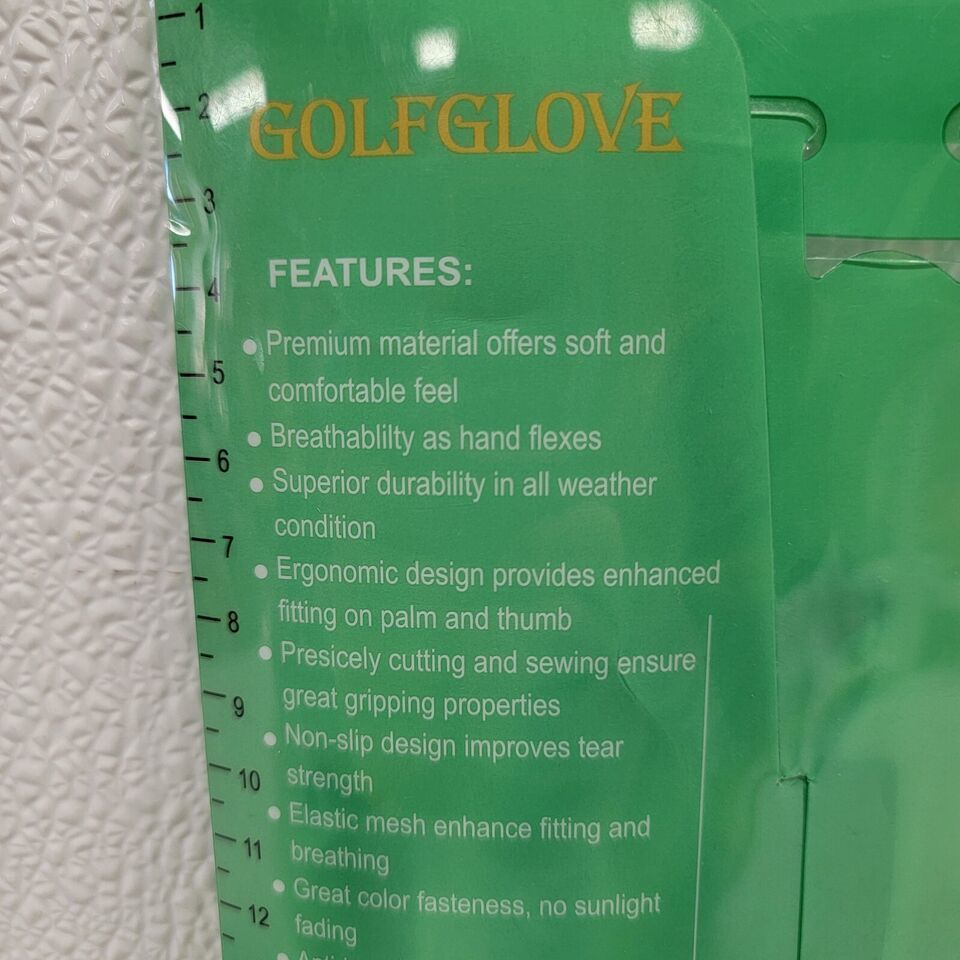 1
2
3
4
5
6
7
8
9
10
11
12
GOLFGLOVE
FEATURES:
• Premium material offers soft and
comfortable feel
• Breathablilty as hand flexes
• Superior durability in all weather
condition
• Ergonomic design provides enhanced
fitting on palm and thumb
• Presicely cutting and sewing ensure
great gripping properties
• Non-slip design improves tear
strength
• Elastic mesh enhance fitting and
breathing
• Great color fasteness, no sunlight
fading